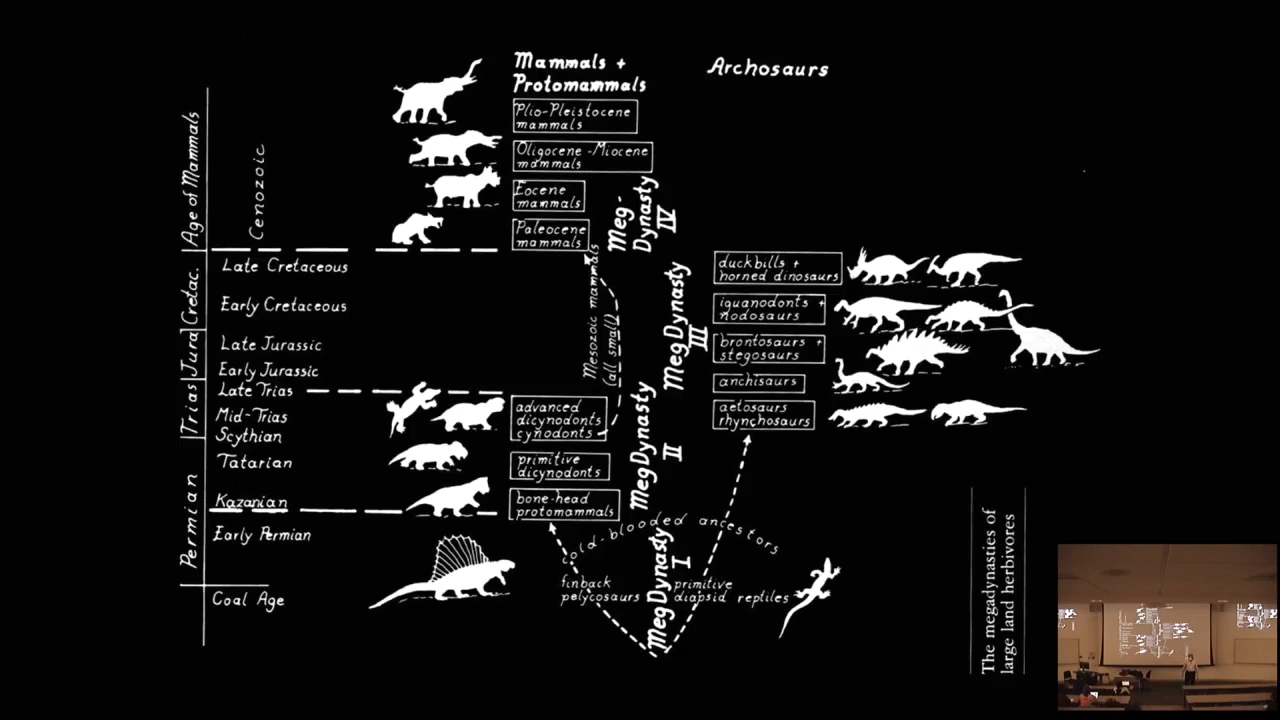 Mammals +
Protomammals
Archosaurs
Plio-Pleistocene
mammals
Oligocene-Miocene
mammals
Eocene
mammals
Paleocene
mammals
Meg-
Dynasty
IV
Age of Mammals
Cenozoic
Cretac.
Late Cretaceous
Early Cretaceous
Jura
Late Jurassic
Early Jurassic
Trias
Late Trias
Mid-Trias
Scythian
Permian
Tatarian
Kazanian
Early Permian
Coal Age
Mesozoic mammals
(all small)
MegDynasty
III
duckbills +
horned dinosaurs
iguanodonts +
nodosaurs
brontosaurs +
stegosaurs
anchisaurs
aetosaurs
rhynchosaurs
advanced
dicynodonts
cynodonts
primitive
dicynodonts
bone-head
protomammals
MegDynasty
II
cold-blooded ancestors
MegDynasty
I
finback
pelycosaurs
primitive
diapsid reptiles
The megadynasties of
large land herbivores